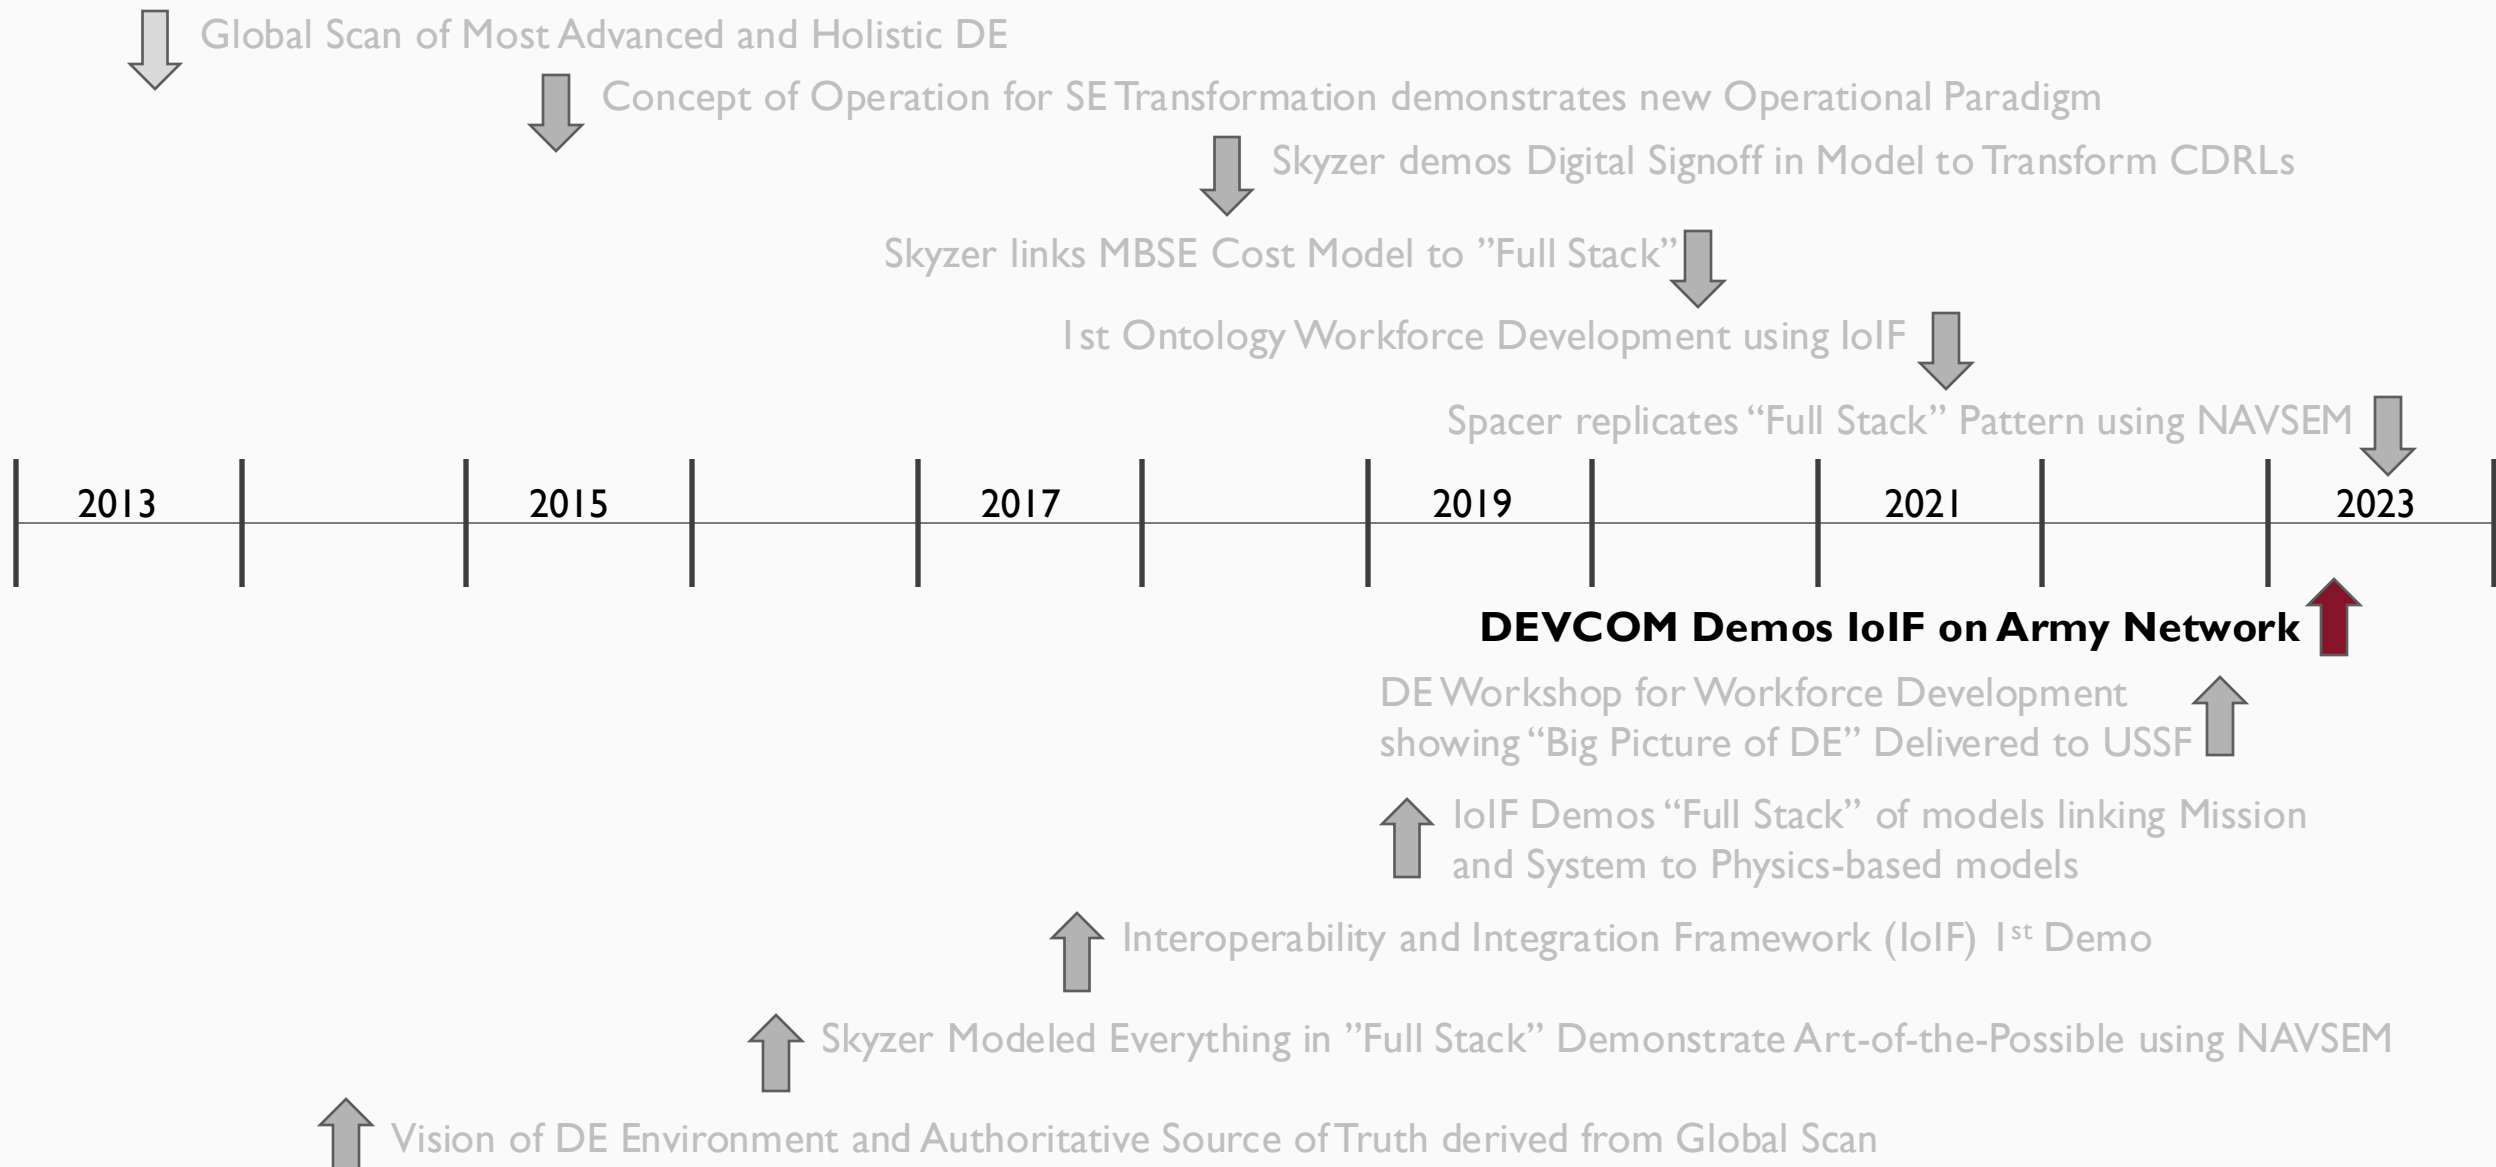 Global Scan of Most Advanced and Holistic DE
Concept of Operation for SE Transformation demonstrates new Operational Paradigm
Skyzer demos Digital Signoff in Model to Transform CDRLs
Skyzer links MBSE Cost Model to ”Full Stack”
1st Ontology Workforce Development using IoIF
Spacer replicates “Full Stack” Pattern using NAVSEM
2013 2015 2017 2019 2021 2023
DEVCOM Demos IoIF on Army Network
DE Workshop for Workforce Development
showing “Big Picture of DE” Delivered to USSF
IoIF Demos “Full Stack” of models linking Mission
and System to Physics-based models
Interoperability and Integration Framework (IoIF) 1st Demo
Skyzer Modeled Everything in ”Full Stack” Demonstrate Art-of-the-Possible using NAVSEM
Vision of DE Environment and Authoritative Source of Truth derived from Global Scan